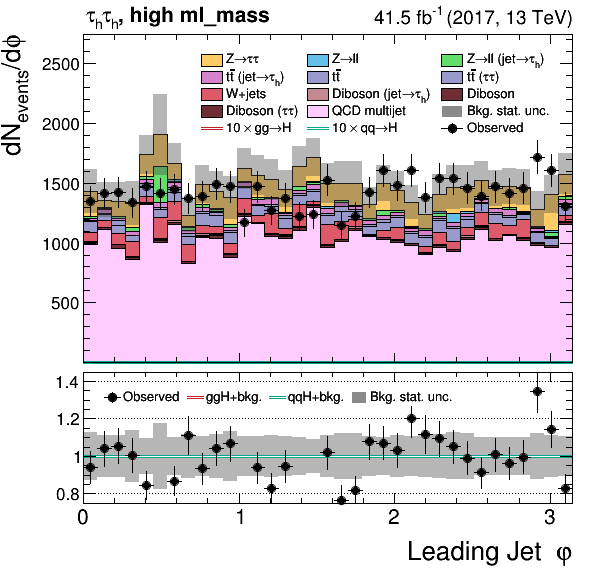 τhτh, high ml_mass 41.5 fb⁻¹ (2017, 13 TeV)
dNevents/dφ
Z→ττ Z→ll Z→ll (jet→τh)
tt̄ (jet→τh) tt̄ tt̄ (ττ)
W+jets Diboson (jet→τh) Diboson
Diboson (ττ) QCD multijet Bkg. stat. unc.
10 × gg→H 10 × qq→H Observed
2500
2000
1500
1000
500
1.4
Observed ggH+bkg. qqH+bkg. Bkg. stat. unc.
1.2
1
0.8
0 1 2 3
Leading Jet φ